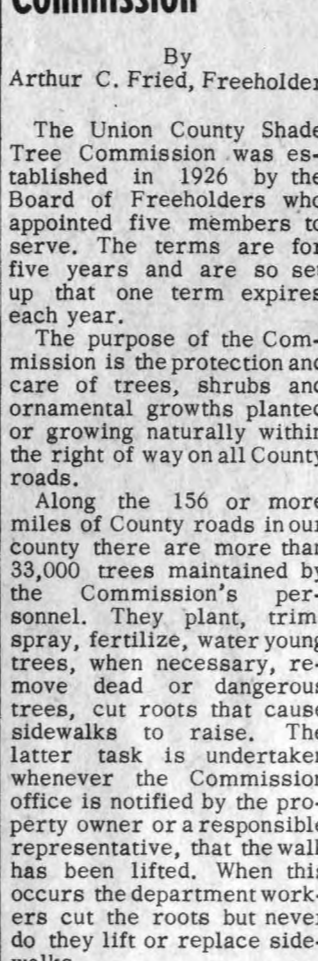 Commission
By
Arthur C. Fried, Freeholder
The Union County Shade
Tree Commission was es-
tablished in 1926 by the
Board of Freeholders who
appointed five members to
serve. The terms are for
five years and are so set
up that one term expires
each year.
The purpose of the Com-
mission is the protection and
care of trees, shrubs and
ornamental growths planted
or growing naturally within
the right of way on all County
roads.
Along the 156 or more
miles of County roads in our
county there are more than
33,000 trees maintained by
the Commission's per-
sonnel. They plant, trim,
spray, fertilize, water young
trees, when necessary, re-
move dead or dangerous
trees, cut roots that cause
sidewalks to raise. The
latter task is undertaken
whenever the Commission
office is notified by the pro-
perty owner or a responsible
representative, that the walk
has been lifted. When this
occurs the department work-
ers cut the roots but never
do they lift or replace side-
walks.